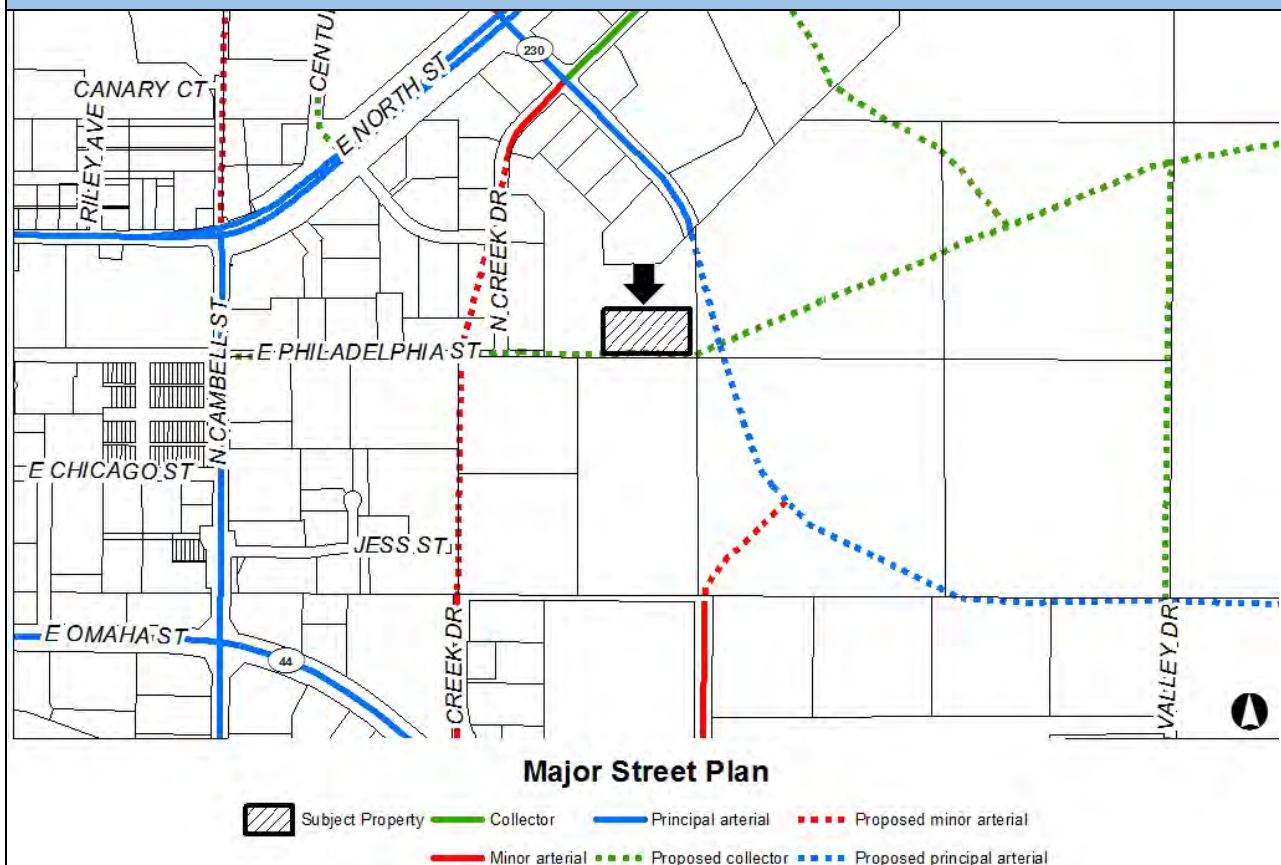 230
CENTU
CANARY CT
E NORTH ST
RILEY AVE
N CREEK DR
N CAMBELL ST
E PHILADELPHIA ST
E CHICAGO ST
JESS ST
E OMAHA ST
44
CREEK DR
VALLEY DR
Major Street Plan
Subject Property Collector Principal arterial Proposed minor arterial
Minor arterial Proposed collector Proposed principal arterial